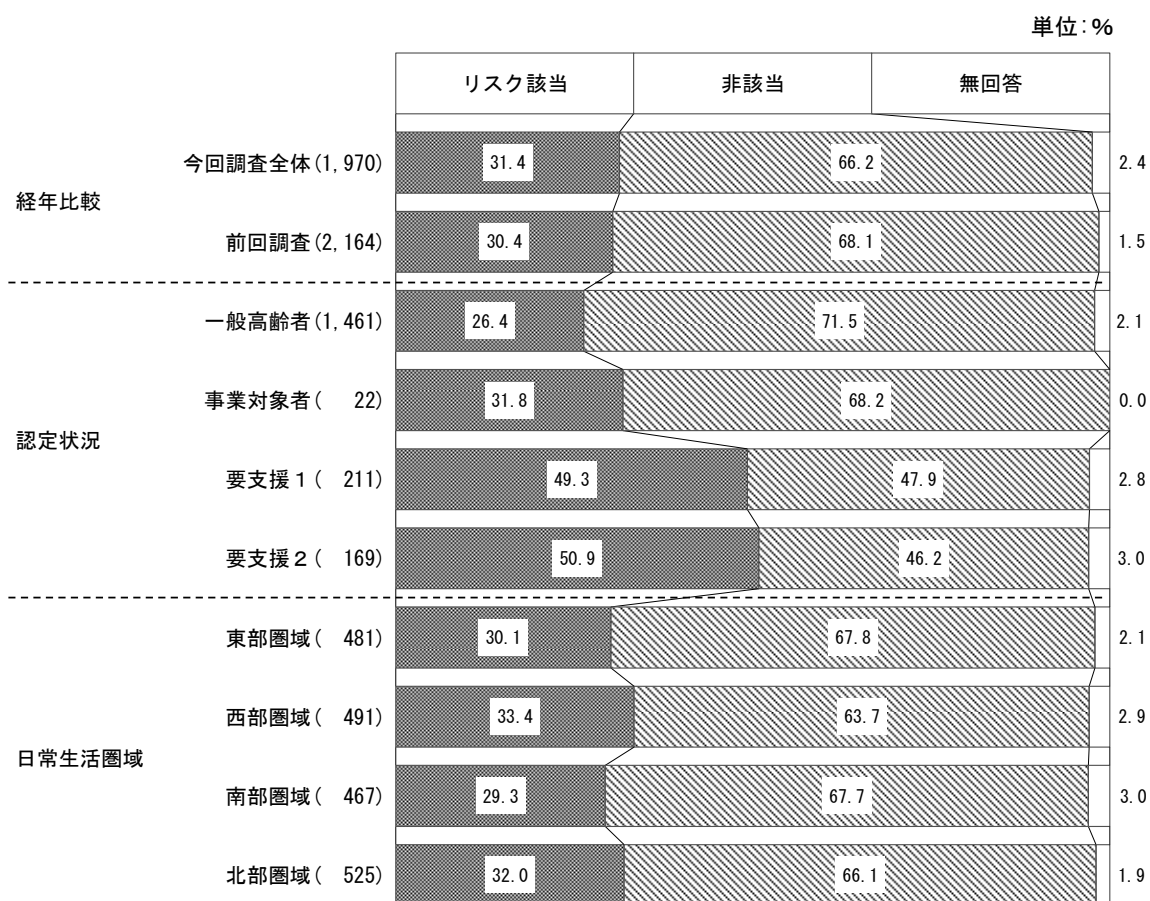 単位:%
リスク該当 非該当 無回答
今回調査全体(1,970) 31.4 66.2 2.4
経年比較
前回調査(2,164) 30.4 68.1 1.5
一般高齢者(1,461) 26.4 71.5 2.1
事業対象者( 22) 31.8 68.2 0.0
認定状況
要支援1( 211) 49.3 47.9 2.8
要支援2( 169) 50.9 46.2 3.0
東部圏域( 481) 30.1 67.8 2.1
西部圏域( 491) 33.4 63.7 2.9
日常生活圏域
南部圏域( 467) 29.3 67.7 3.0
北部圏域( 525) 32.0 66.1 1.9